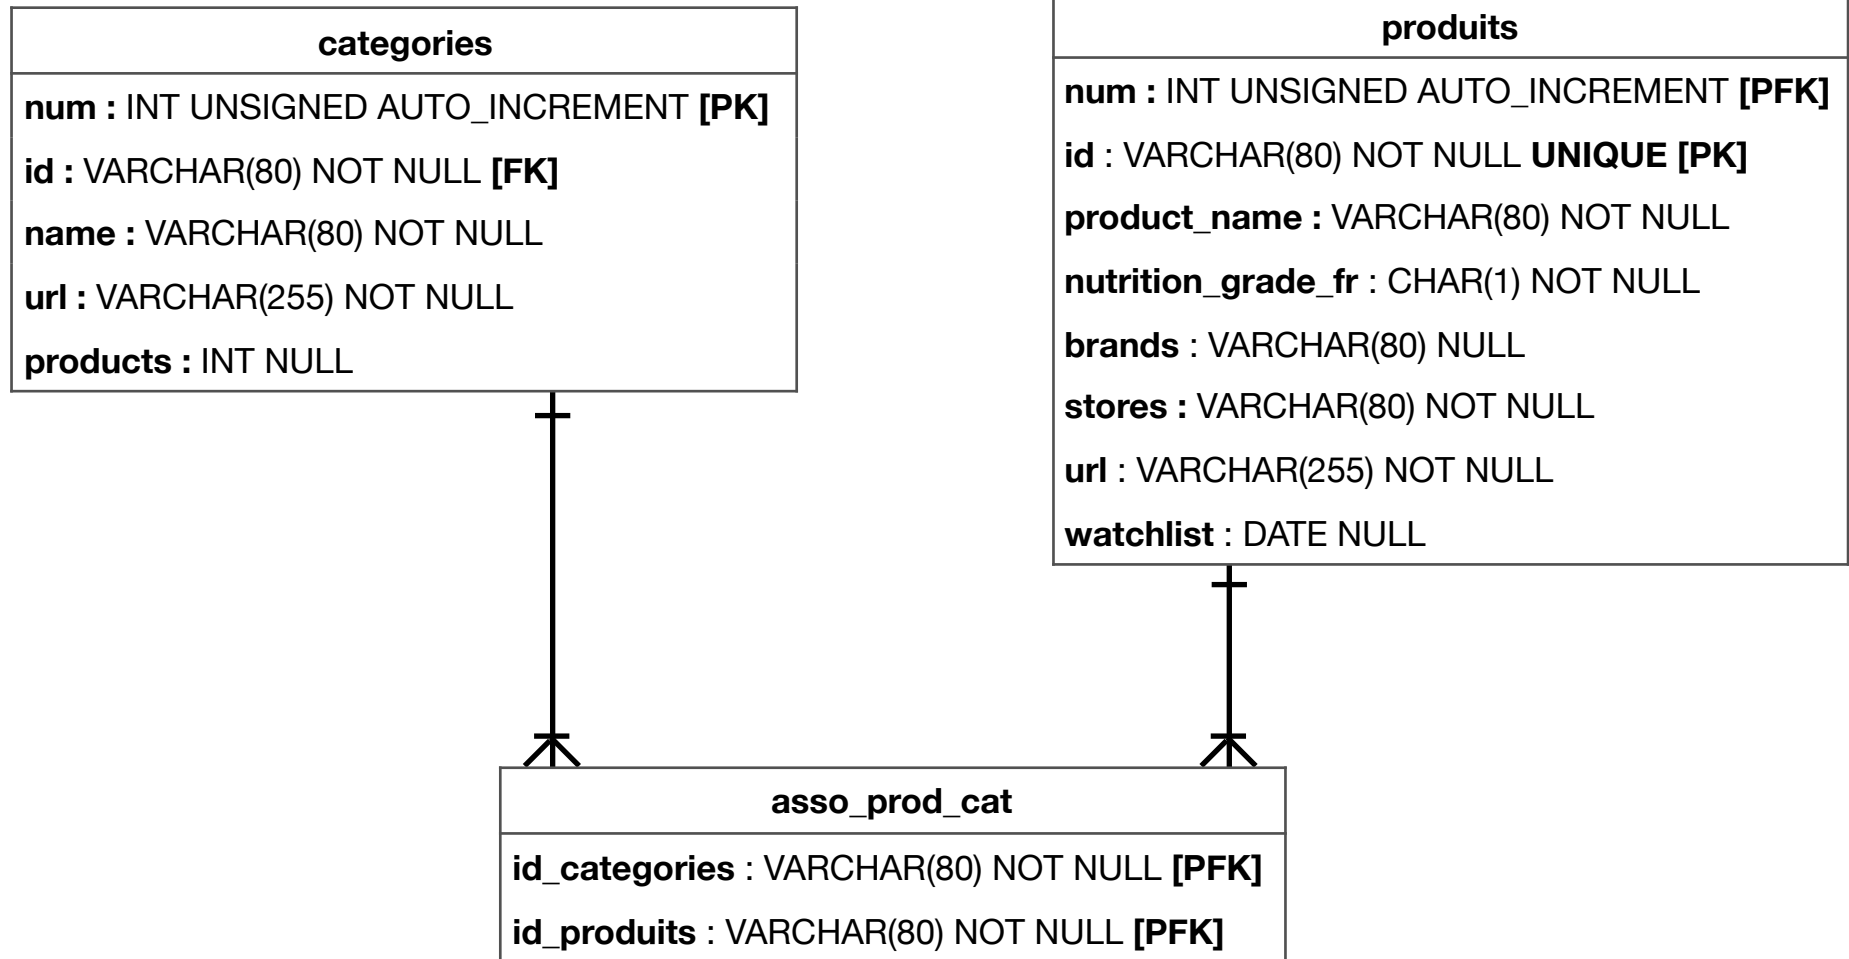 categories
num : INT UNSIGNED AUTO_INCREMENT [PK]
id : VARCHAR(80) NOT NULL [FK]
name : VARCHAR(80) NOT NULL
url : VARCHAR(255) NOT NULL
products : INT NULL
produits
num : INT UNSIGNED AUTO_INCREMENT [PFK]
id : VARCHAR(80) NOT NULL UNIQUE [PK]
product_name : VARCHAR(80) NOT NULL
nutrition_grade_fr : CHAR(1) NOT NULL
brands : VARCHAR(80) NULL
stores : VARCHAR(80) NOT NULL
url : VARCHAR(255) NOT NULL
watchlist : DATE NULL
asso_prod_cat
id_categories : VARCHAR(80) NOT NULL [PFK]
id_produits : VARCHAR(80) NOT NULL [PFK]